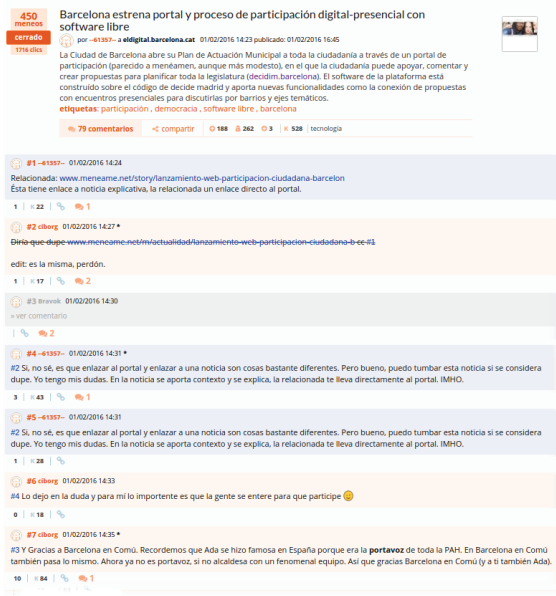 450
meneos
cerrado
1716 clics
Barcelona estrena portal y proceso de participación digital-presencial con
software libre
por --61357-- a eldigital.barcelona.cat 01/02/2016 14:23 publicado: 01/02/2016 16:45
La Ciudad de Barcelona abre su Plan de Actuación Municipal a toda la ciudadanía a través de un portal de
participación (parecido a menéamen, aunque más modesto), en el que la ciudadanía puede apoyar, comentar y
crear propuestas para planificar toda la legislatura (decidim.barcelona). El software de la plataforma está
construido sobre el código de decide madrid y aporta nuevas funcionalidades como la conexión de propuestas
con encuentros presenciales para discutirlas por barrios y ejes temáticos.
etiquetas: participación , democracia , software libre , barcelona
79 comentarios compartir 188 262 3 K 528 tecnología
#1 --61357-- 01/02/2016 14:24
Relacionada: www.meneame.net/story/lanzamiento-web-participacion-ciudadana-barcelon
Ésta tiene enlace a noticia explicativa, la relacionada un enlace directo al portal.
1 K 22 1
#2 ciborg 01/02/2016 14:27 *
Diría que dupe www.meneame.net/m/actualidad/lanzamiento-web-participacion-ciudadana-b cc #1
edit: es la misma, perdón.
1 K 17 2
#3 Bravok 01/02/2016 14:30
» ver comentario
2
#4 --61357-- 01/02/2016 14:31 *
#2 Si, no sé, es que enlazar al portal y enlazar a una noticia son cosas bastante diferentes. Pero bueno, puedo tumbar esta noticia si se considera
dupe. Yo tengo mis dudas. En la noticia se aporta contexto y se explica, la relacionada te lleva directamente al portal. IMHO.
3 K 43 1
#5 --61357-- 01/02/2016 14:31
#2 Si, no sé, es que enlazar al portal y enlazar a una noticia son cosas bastante diferentes. Pero bueno, puedo tumbar esta noticia si se considera
dupe. Yo tengo mis dudas. En la noticia se aporta contexto y se explica, la relacionada te lleva directamente al portal. IMHO.
1 K 28
#6 ciborg 01/02/2016 14:33
#4 Lo dejo en la duda y para mí lo importente es que la gente se entere para que participe
0 K 18
#7 ciborg 01/02/2016 14:35 *
#3 Y Gracias a Barcelona en Comú. Recordemos que Ada se hizo famosa en España porque era la portavoz de toda la PAH. En Barcelona en Comú
también pasa lo mismo. Ahora ya no es portavoz, si no alcaldesa con un fenomenal equipo. Así que gracias Barcelona en Comú (y a ti también Ada).
10 K 84 1